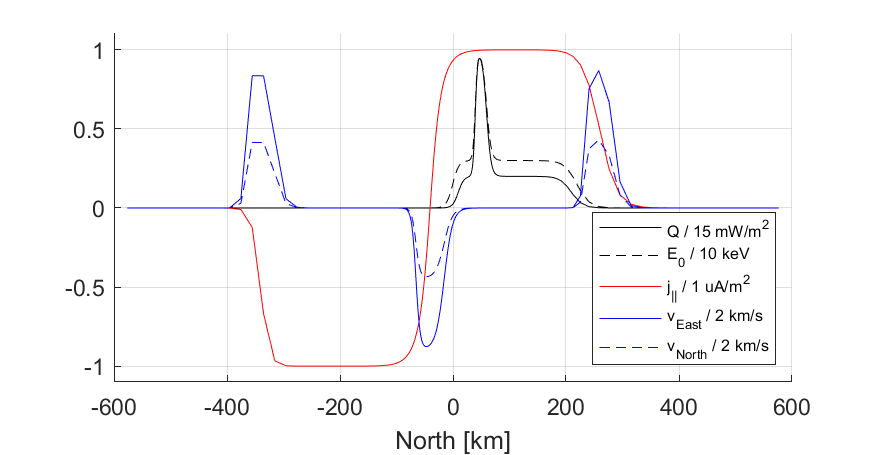 1
0.5
0
-0.5
-1
-600 -400 -200 0 200 400 600
North [km]
Q / 15 mW/m2
E0 / 10 keV
j|| / 1 uA/m2
vEast / 2 km/s
vNorth / 2 km/s